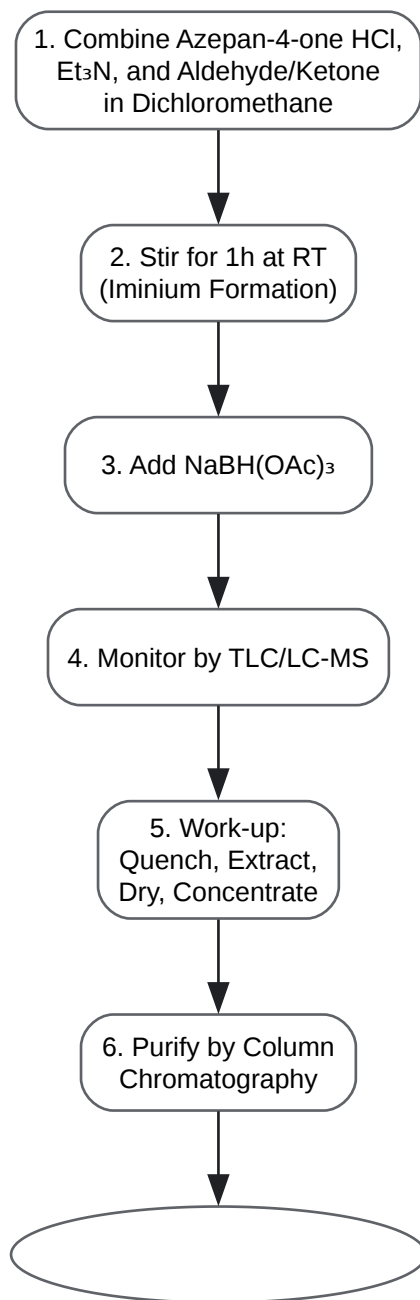 1. Combine Azepan-4-one HCl,
Et₃N, and Aldehyde/Ketone
in Dichloromethane
2. Stir for 1h at RT
(Iminium Formation)
3. Add NaBH(OAc)₃
4. Monitor by TLC/LC-MS
5. Work-up:
Quench, Extract,
Dry, Concentrate
6. Purify by Column
Chromatography